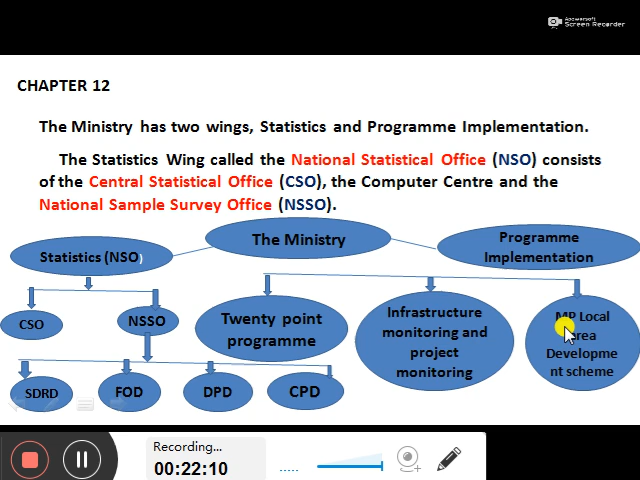 Apowersoft
Screen Recorder
CHAPTER 12
The Ministry has two wings, Statistics and Programme Implementation.
The Statistics Wing called the National Statistical Office (NSO) consists
of the Central Statistical Office (CSO), the Computer Centre and the
National Sample Survey Office (NSSO).
The Ministry
Programme
Implementation
Statistics (NSO)
CSO
NSSO
Twenty point
programme
Infrastructure
monitoring and
project
monitoring
MP Local
area
Developme
nt scheme
SDRD
FOD
DPD
CPD
Recording...
00:22:10